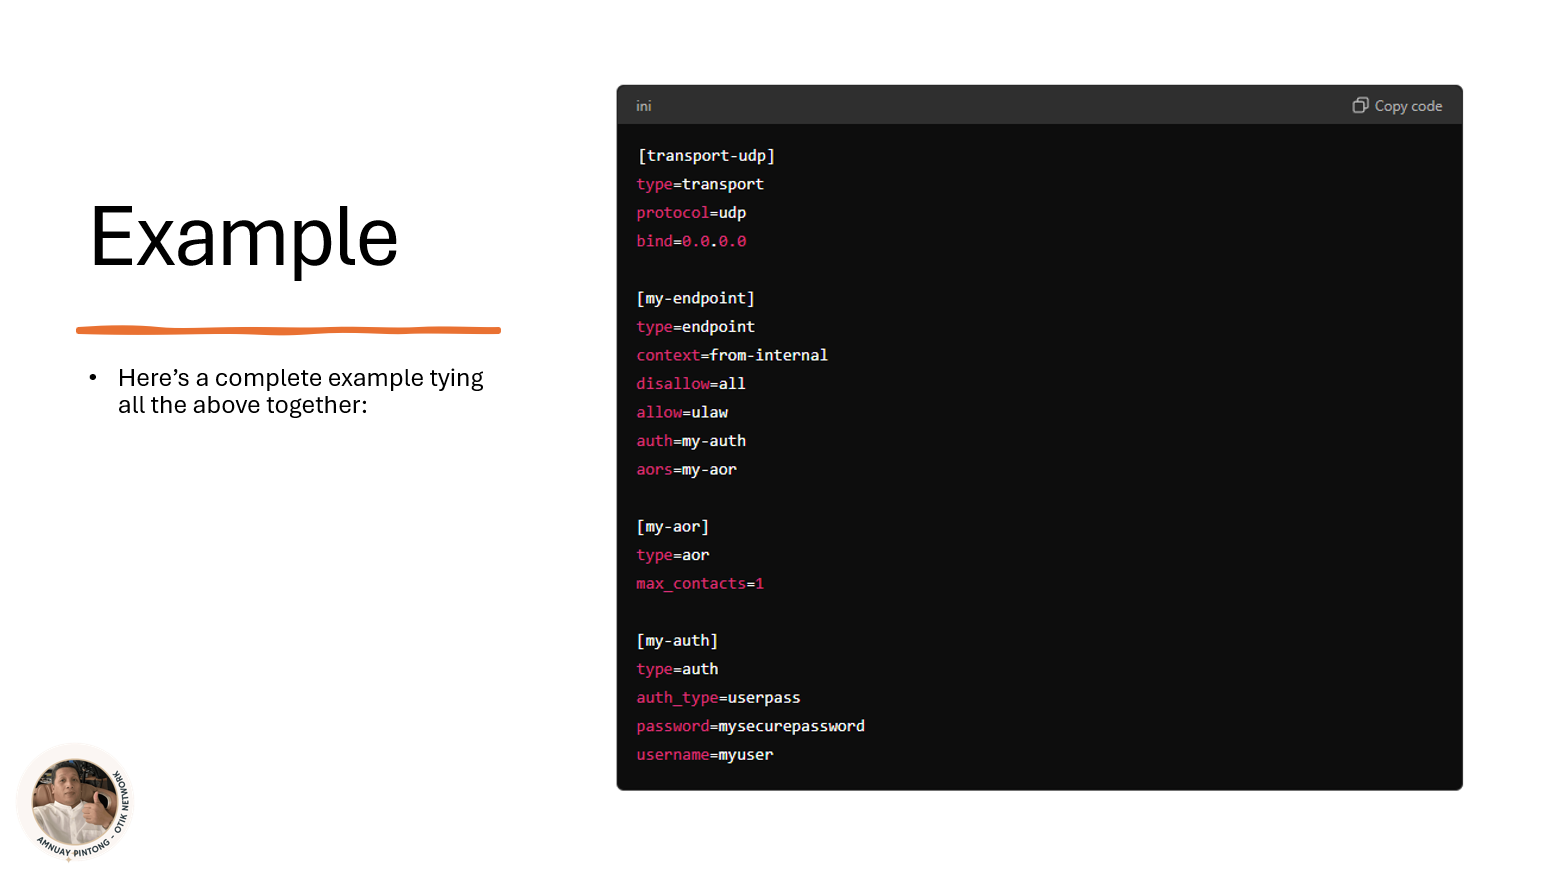 Example
• Here’s a complete example tying
all the above together:
ini
Copy code
[transport-udp]
type=transport
protocol=udp
bind=0.0.0.0
[my-endpoint]
type=endpoint
context=from-internal
disallow=all
allow=ulaw
auth=my-auth
aors=my-aor
[my-aor]
type=aor
max_contacts=1
[my-auth]
type=auth
auth_type=userpass
password=mysecurepassword
username=myuser
AMNUAY PINTONG - OTIK NETWORK